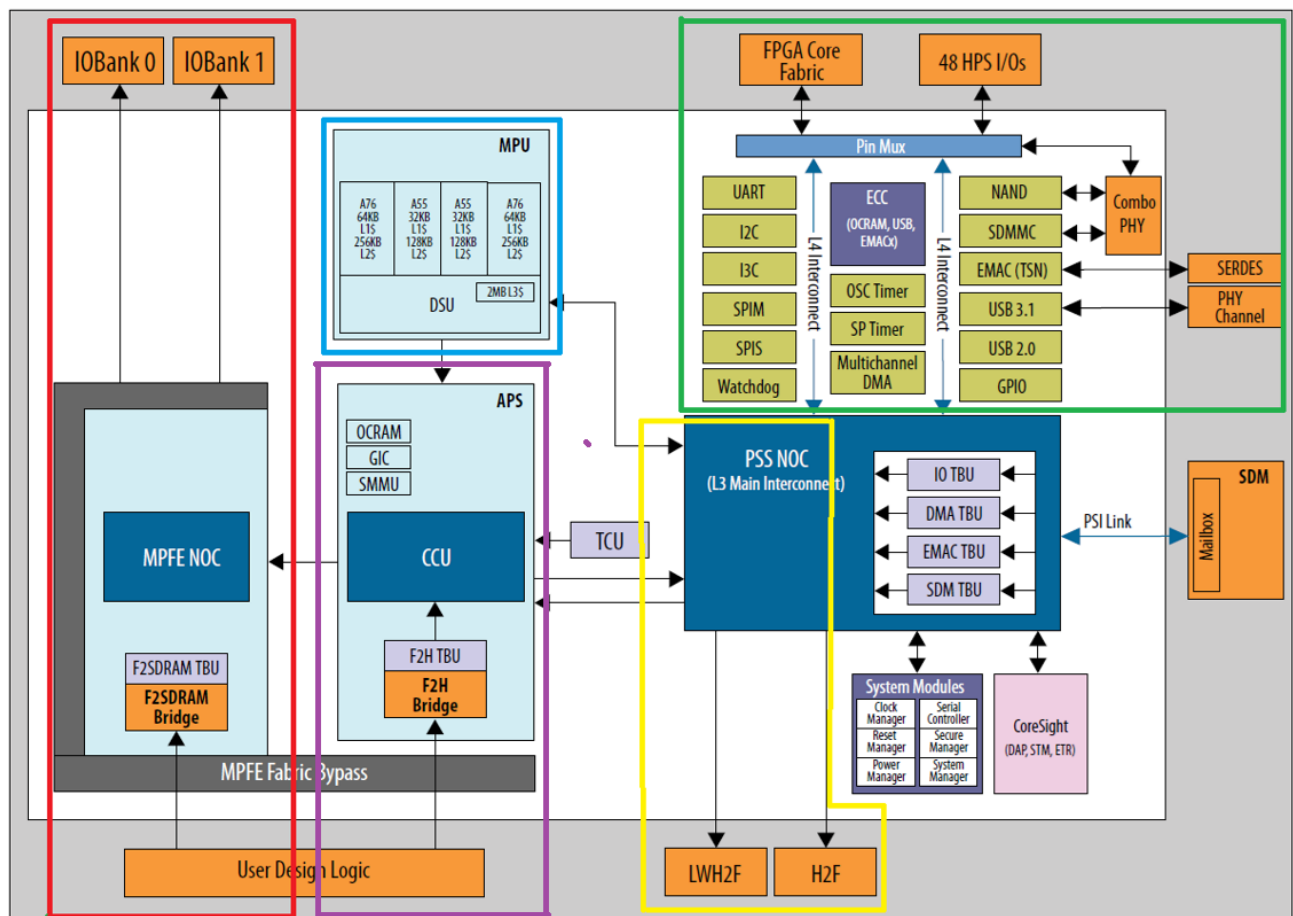 IOBank 0
IOBank 1
FPGA Core
Fabric
48 HPS I/Os
MPU
A76
64KB
L1$
256KB
L2$
A55
32KB
L1$
128KB
L2$
A55
32KB
L1$
128KB
L2$
A76
64KB
L1$
256KB
L2$
2MB L3$
DSU
Pin Mux
UART
I2C
I3C
SPIM
SPIS
Watchdog
L4 Interconnect
ECC
(OCRAM, USB,
EMACx)
OSC Timer
SP Timer
Multichannel
DMA
L4 Interconnect
NAND
SDMMC
EMAC (TSN)
USB 3.1
USB 2.0
GPIO
Combo
PHY
SERDES
PHY
Channel
APS
OCRAM
GIC
SMMU
MPFE NOC
CCU
TCU
F2SDRAM TBU
F2SDRAM
Bridge
F2H TBU
F2H
Bridge
MPFE Fabric Bypass
User Design Logic
PSS NOC
(L3 Main Interconnect)
IO TBU
DMA TBU
EMAC TBU
SDM TBU
PSI Link
SDM
Mailbox
System Modules
Clock
Manager
Serial
Controller
Reset
Manager
Secure
Manager
Power
Manager
System
Manager
CoreSight
(DAP, STM, ETR)
LWH2F
H2F